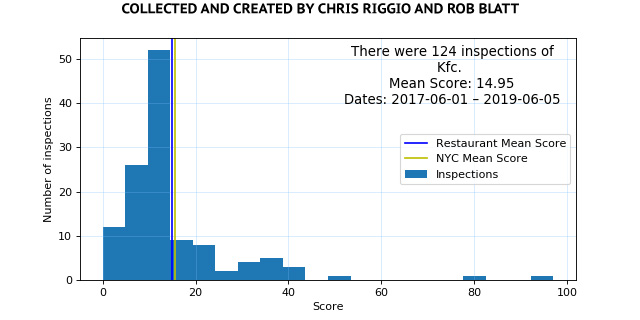 COLLECTED AND CREATED BY CHRIS RIGGIO AND ROB BLATT
There were 124 inspections of
Kfc.
Mean Score: 14.95
Dates: 2017-06-01 – 2019-06-05
Restaurant Mean Score
NYC Mean Score
Inspections
Number of inspections
50
40
30
20
10
0
0 20 40 60 80 100
Score